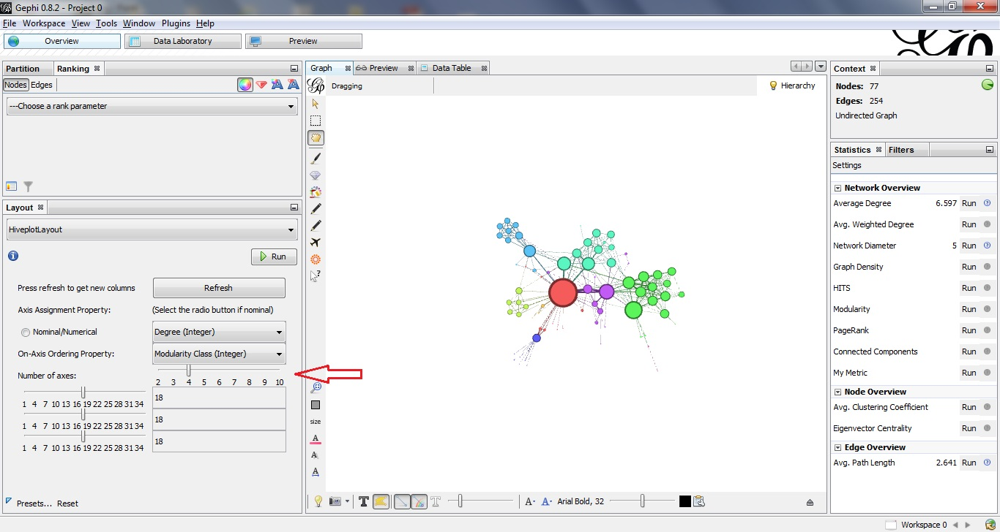 Gephi 0.8.2 - Project 0
File Workspace View Tools Window Plugins Help
Overview Data Laboratory Preview
Partition Ranking
Nodes Edges
---Choose a rank parameter
Layout
HiveplotLayout
Run
Press refresh to get new columns Refresh
Axis Assignment Property: (Select the radio button if nominal)
Nominal/Numerical Degree (Integer)
On-Axis Ordering Property: Modularity Class (Integer)
Number of axes:
2 3 4 5 6 7 8 9 10
1 4 7 10 13 16 19 22 25 28 31 34 18
1 4 7 10 13 16 19 22 25 28 31 34 18
1 4 7 10 13 16 19 22 25 28 31 34 18
Presets... Reset
Graph Preview Data Table
Dragging Hierarchy
size
A
A
A
T T A A Arial Bold, 32
Context
Nodes: 77
Edges: 254
Undirected Graph
Statistics Filters
Settings
Network Overview
Average Degree 6.597 Run
Avg. Weighted Degree Run
Network Diameter 5 Run
Graph Density Run
HITS Run
Modularity Run
PageRank Run
Connected Components Run
My Metric Run
Node Overview
Avg. Clustering Coefficient Run
Eigenvector Centrality Run
Edge Overview
Avg. Path Length 2.641 Run
Workspace 0